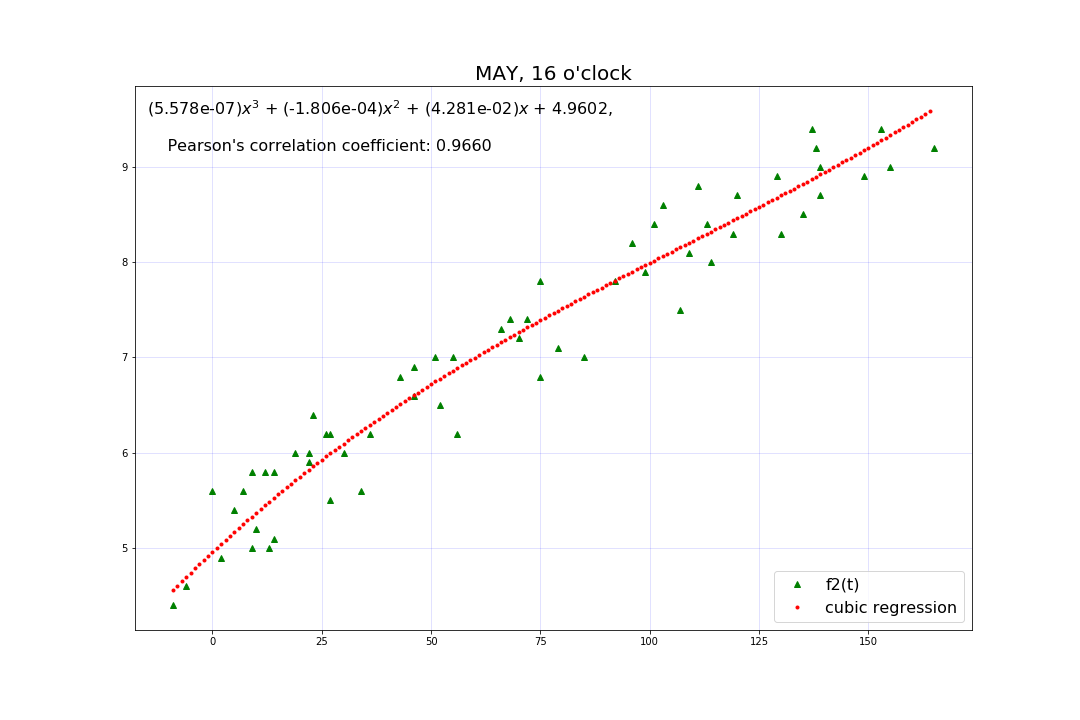 MAY, 16 o'clock
(5.578e-07)x³ + (-1.806e-04)x² + (4.281e-02)x + 4.9602,
Pearson's correlation coefficient: 0.9660
9
8
7
6
5
f2(t)
cubic regression
0 25 50 75 100 125 150